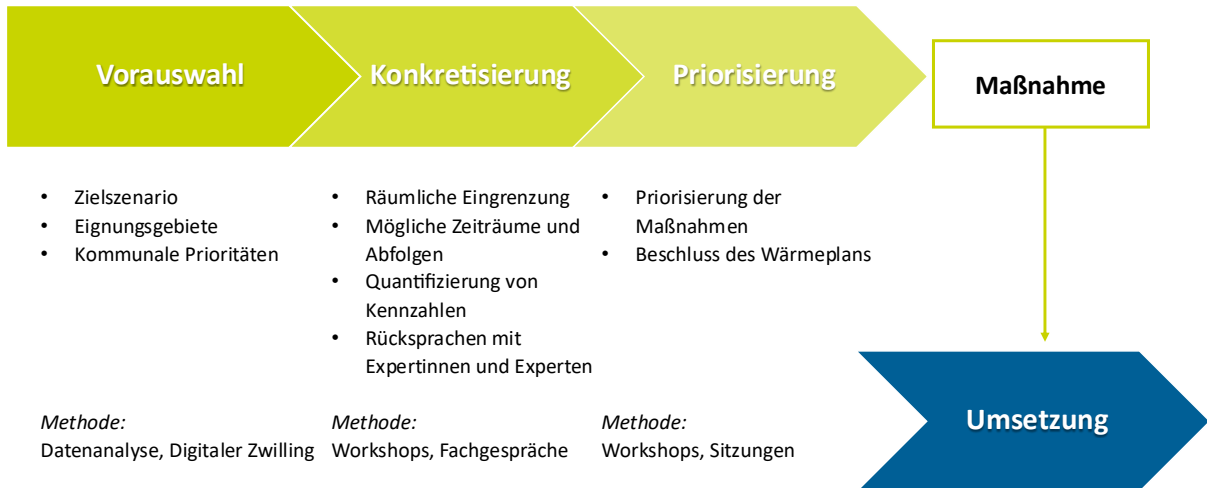 Vorauswahl
Konkretisierung
Priorisierung
Maßnahme
• Zielszenario
• Eignungsgebiete
• Kommunale Prioritäten
Methode:
Datenanalyse, Digitaler Zwilling
• Räumliche Eingrenzung
• Mögliche Zeiträume und
Abfolgen
• Quantifizierung von
Kennzahlen
• Rücksprachen mit
Expertinnen und Experten
Methode:
Workshops, Fachgespräche
• Priorisierung der
Maßnahmen
• Beschluss des Wärmeplans
Methode:
Workshops, Sitzungen
Umsetzung